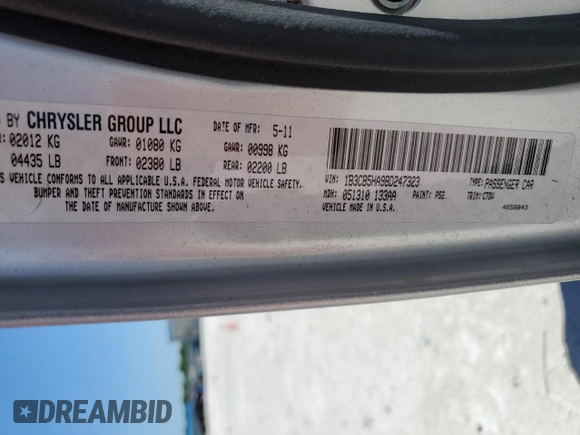 BY CHRYSLER GROUP LLC
DATE OF MFR: 5-11
02012 KG GAWR: 01080 KG GAWR: 00998 KG
04435 LB FRONT: 02380 LB REAR: 02200 LB
VEHICLE CONFORMS TO ALL APPLICABLE U.S.A. FEDERAL MOTOR VEHICLE SAFETY,
BUMPER AND THEFT PREVENTION STANDARDS IN EFFECT ON
THE DATE OF MANUFACTURE SHOWN ABOVE.
VIN: 1B3CB5HA9BD247323 TYPE: PASSENGER CAR
MDH: 051310 133AA PAINT: PS2 TRIM: C7DV
VEHICLE MADE IN U.S.A. 4658843
DREAMBID